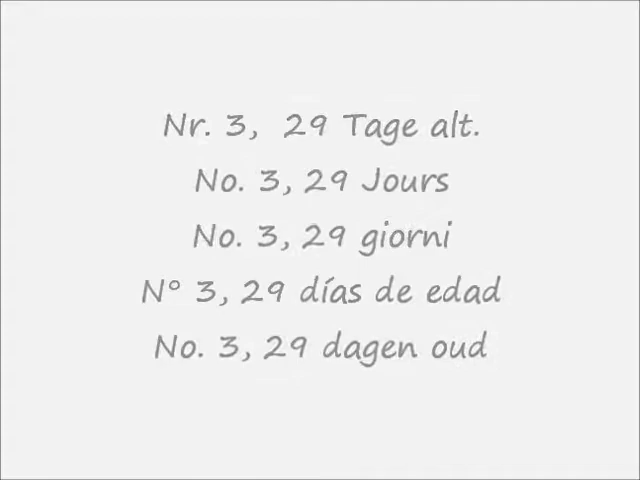 Nr. 3,  29 Tage alt.
No. 3, 29 Jours
No. 3, 29 giorni
N° 3, 29 días de edad
No. 3, 29 dagen oud